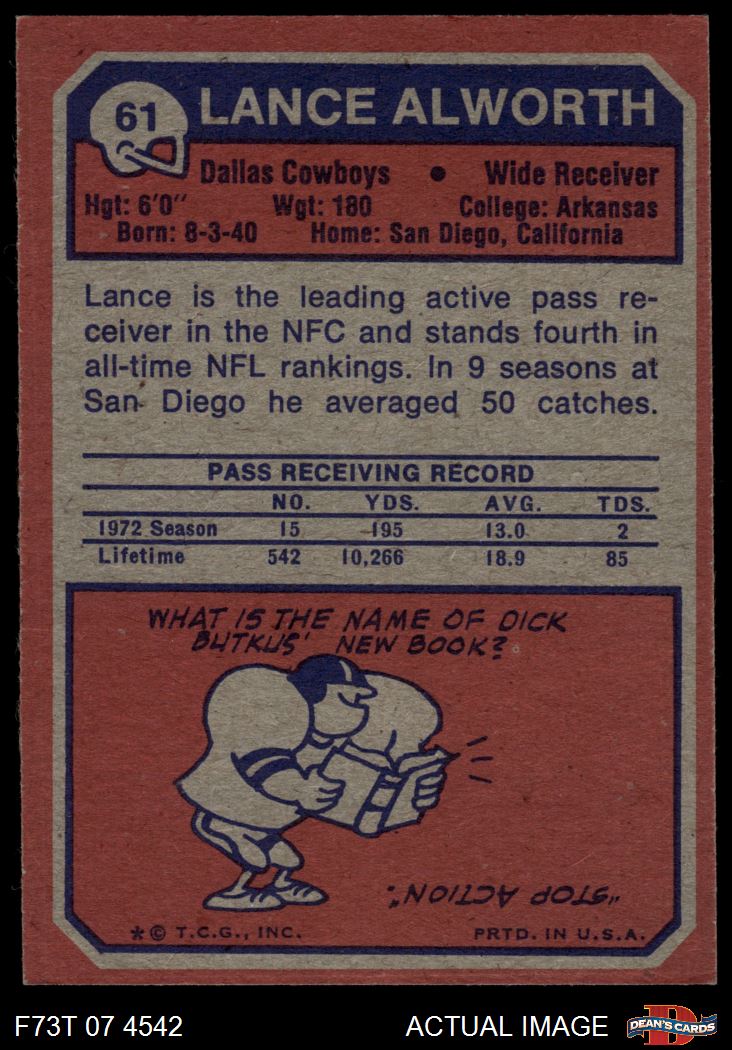 61
LANCE ALWORTH
Dallas Cowboys • Wide Receiver
Hgt: 6'0" Wgt: 180 College: Arkansas
Born: 8-3-40 Home: San Diego, California
Lance is the leading active pass re-
ceiver in the NFC and stands fourth in
all-time NFL rankings. In 9 seasons at
San Diego he averaged 50 catches.
PASS RECEIVING RECORD
NO. YDS. AVG. TDS.
1972 Season 15 195 13.0 2
Lifetime 542 10,266 18.9 85
WHAT IS THE NAME OF DICK
BUTKUS' NEW BOOK?
"STOP ACTION".
*© T.C.G., INC. PRTD. IN U.S.A.
F73T 07 4542 ACTUAL IMAGE
D
DEAN'S CARDS